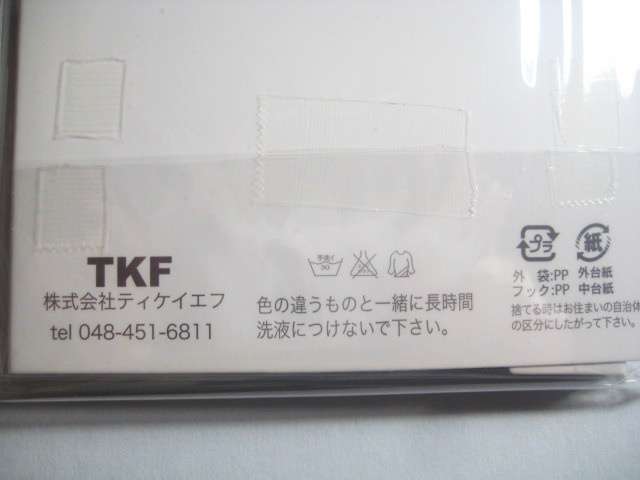 TKF
株式会社ティケイエフ
tel 048-451-6811
手洗イ
30
色の違うものと一緒に長時間
洗液につけないで下さい。
プラ 紙
外 袋:PP 外台紙
フック:PP 中台紙
捨てる時はお住まいの自治体
の区分にしたがって下さい。